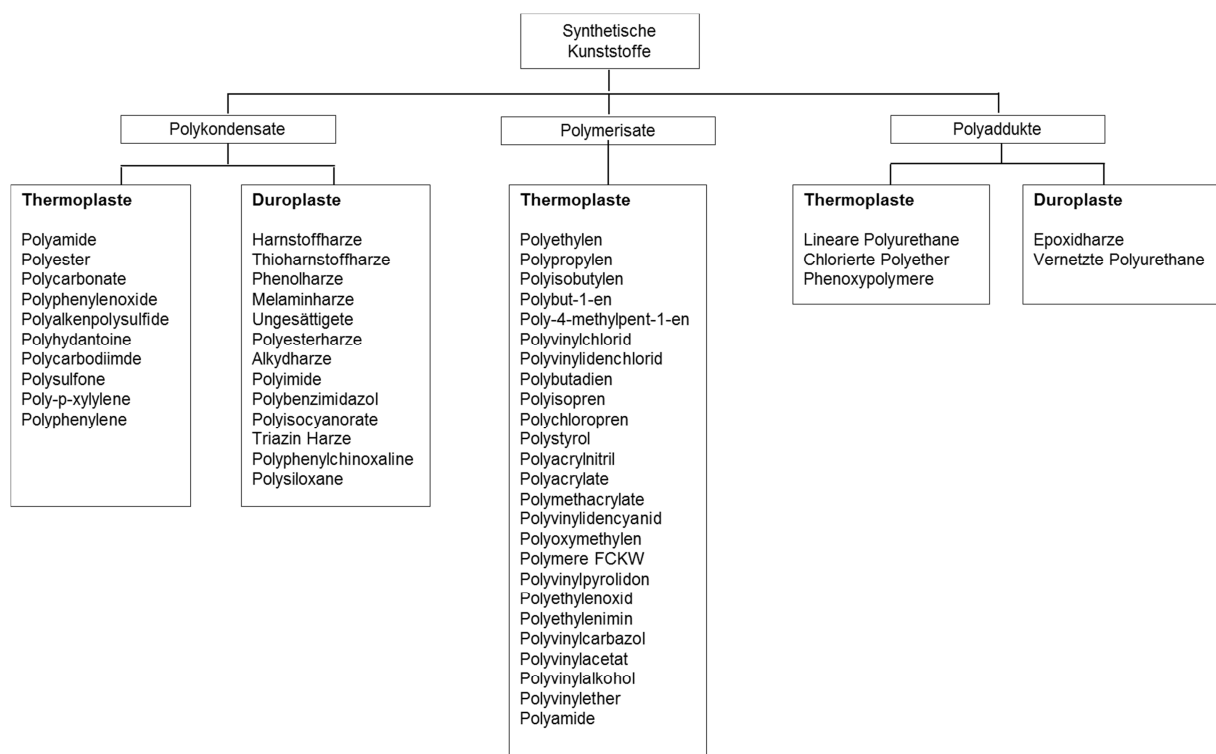 Synthetische
Kunststoffe
Polykondensate
Polymerisate
Polyaddukte
Thermoplaste
Polyamide
Polyester
Polycarbonate
Polyphenylenoxide
Polyalkenpolysulfide
Polyhydantoine
Polycarbodiimde
Polysulfone
Poly-p-xylylene
Polyphenylene
Duroplaste
Harnstoffharze
Thioharnstoffharze
Phenolharze
Melaminharze
Ungesättigete
Polyesterharze
Alkydharze
Polyimide
Polybenzimidazol
Polyisocyanorate
Triazin Harze
Polyphenylchinoxaline
Polysiloxane
Thermoplaste
Polyethylen
Polypropylen
Polyisobutylen
Polybut-1-en
Poly-4-methylpent-1-en
Polyvinylchlorid
Polyvinylidenchlorid
Polybutadien
Polyisopren
Polychloropren
Polystyrol
Polyacrylnitril
Polyacrylate
Polymethacrylate
Polyvinylidencyanid
Polyoxymethylen
Polymere FCKW
Polyvinylpyrolidon
Polyethylenoxid
Polyethylenimin
Polyvinylcarbazol
Polyvinylacetat
Polyvinylalkohol
Polyvinylether
Polyamide
Thermoplaste
Lineare Polyurethane
Chlorierte Polyether
Phenoxypolymere
Duroplaste
Epoxidharze
Vernetzte Polyurethane